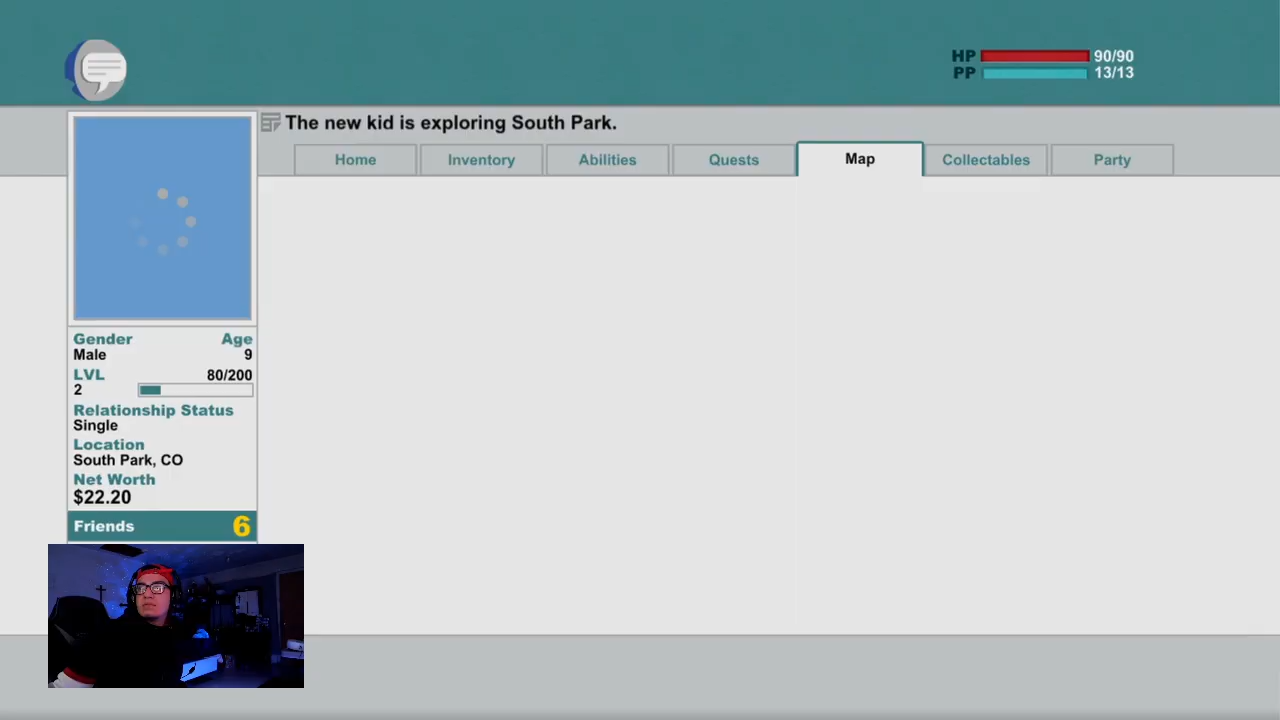 HP 90/90
PP 13/13
The new kid is exploring South Park.
Home Inventory Abilities Quests Map Collectables Party
Gender Age
Male 9
LVL 80/200
2
Relationship Status
Single
Location
South Park, CO
Net Worth
$22.20
Friends 6